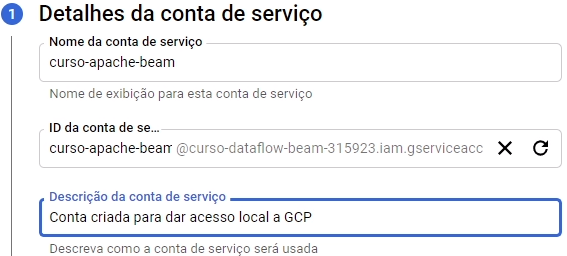 1 Detalhes da conta de serviço
Nome da conta de serviço
curso-apache-beam
Nome de exibição para esta conta de serviço
ID da conta de se...
curso-apache-beam @curso-dataflow-beam-315923.iam.gserviceacc
Descrição da conta de serviço
Conta criada para dar acesso local a GCP
Descreva como a conta de serviço será usada